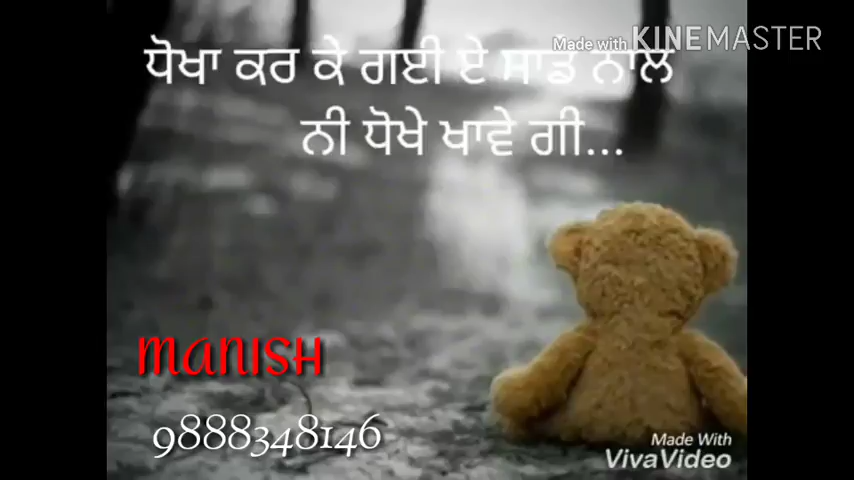 Made with KINEMASTER
ਧੋਖਾ ਕਰ ਕੇ ਗਈ ਏ ਸਾਡੇ ਨਾਲ
ਨੀ ਧੋਖੇ ਖਾਵੇ ਗੀ...
MANISH
9888348146
Made With
VivaVideo